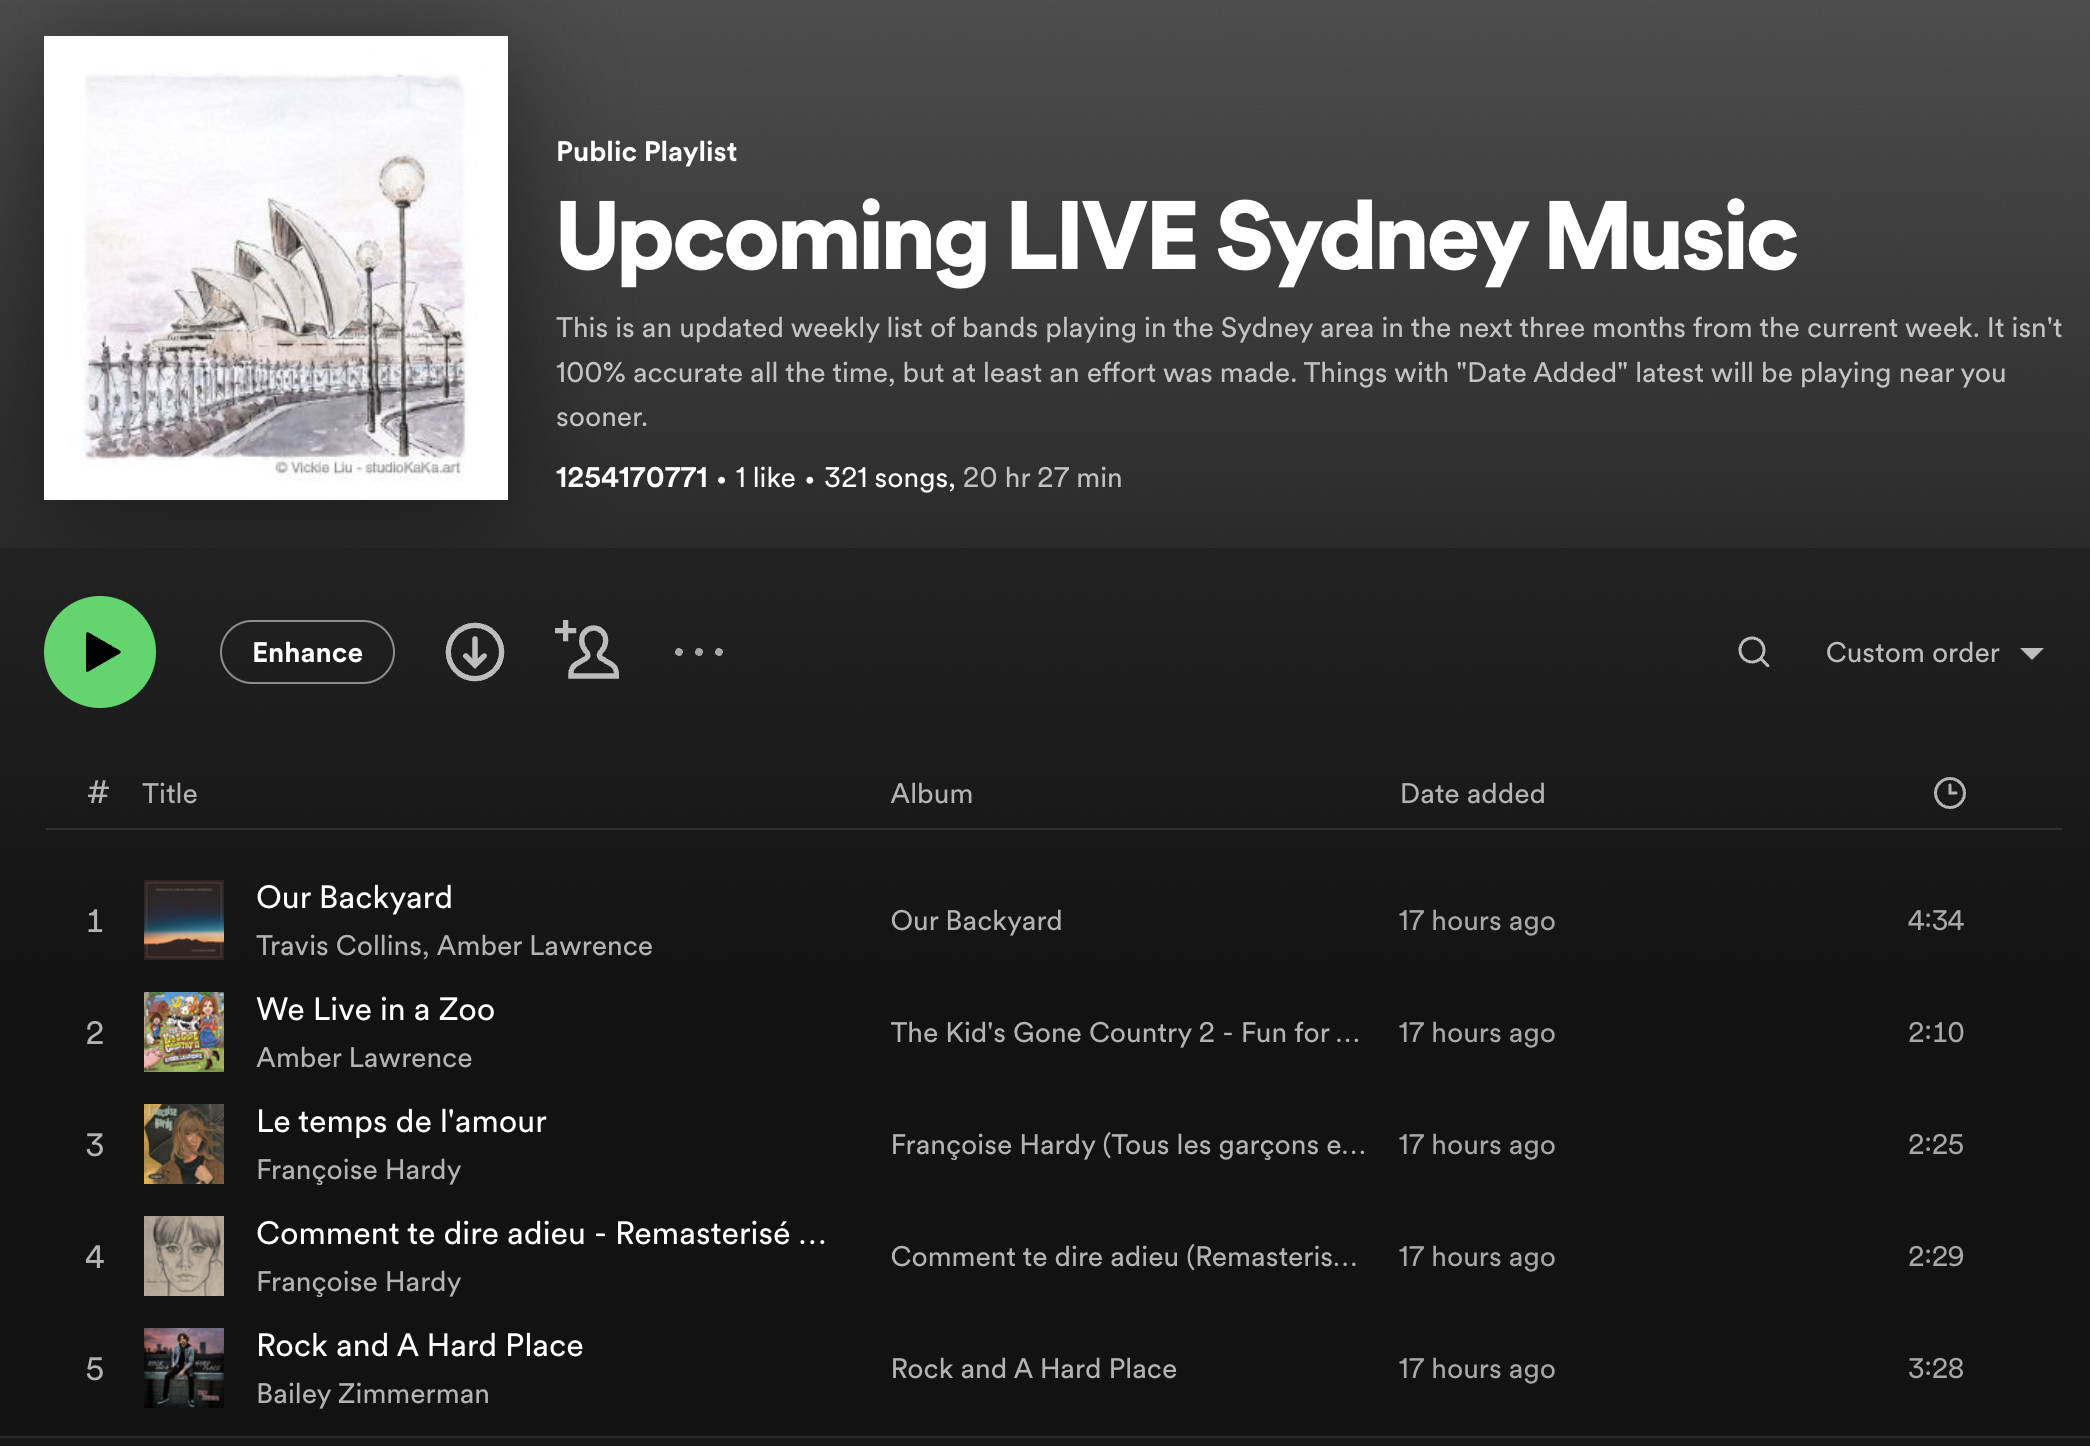 © Vickie Liu - studioKaKa.art
Public Playlist
Upcoming LIVE Sydney Music
This is an updated weekly list of bands playing in the Sydney area in the next three months from the current week. It isn't
100% accurate all the time, but at least an effort was made. Things with "Date Added" latest will be playing near you
sooner.
1254170771 • 1 like • 321 songs, 20 hr 27 min
Enhance
Custom order
# Title Album Date added
1 Our Backyard Our Backyard 17 hours ago 4:34
Travis Collins, Amber Lawrence
2 We Live in a Zoo The Kid's Gone Country 2 - Fun for ... 17 hours ago 2:10
Amber Lawrence
3 Le temps de l'amour Françoise Hardy (Tous les garçons e... 17 hours ago 2:25
Françoise Hardy
4 Comment te dire adieu - Remasterisé ... Comment te dire adieu (Remasteris... 17 hours ago 2:29
Françoise Hardy
5 Rock and A Hard Place Rock and A Hard Place 17 hours ago 3:28
Bailey Zimmerman